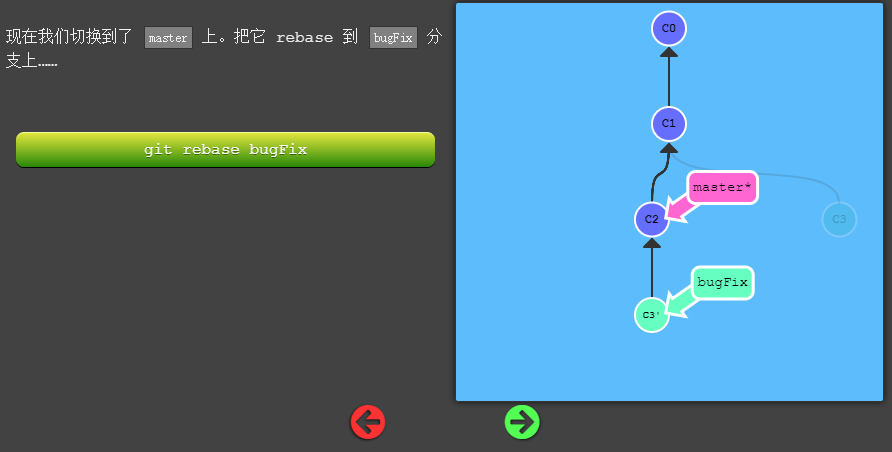 现在我们切换到了 master 上。把它 rebase 到 bugFix 分
支上……
git rebase bugFix
C0
C1
master*
C2
C3
bugFix
C3'